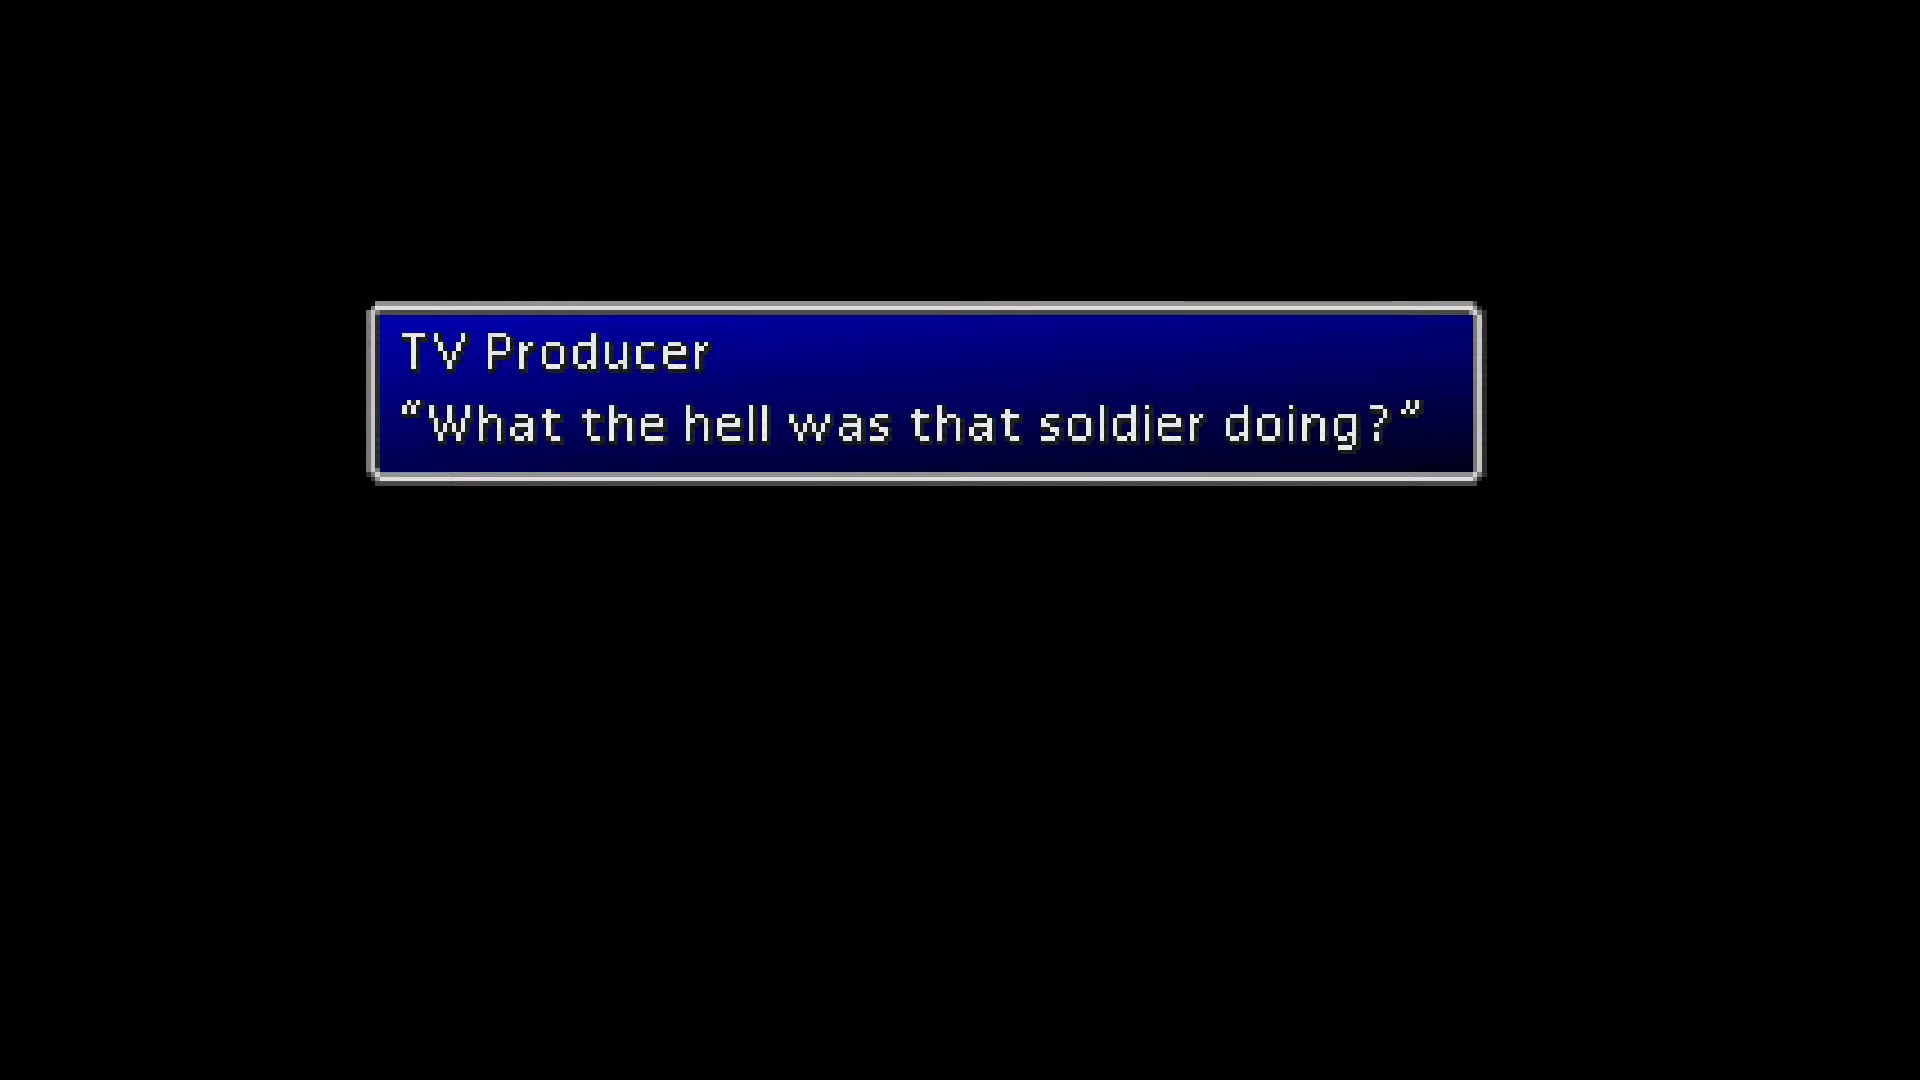 TV Producer
“What the hell was that soldier doing?”